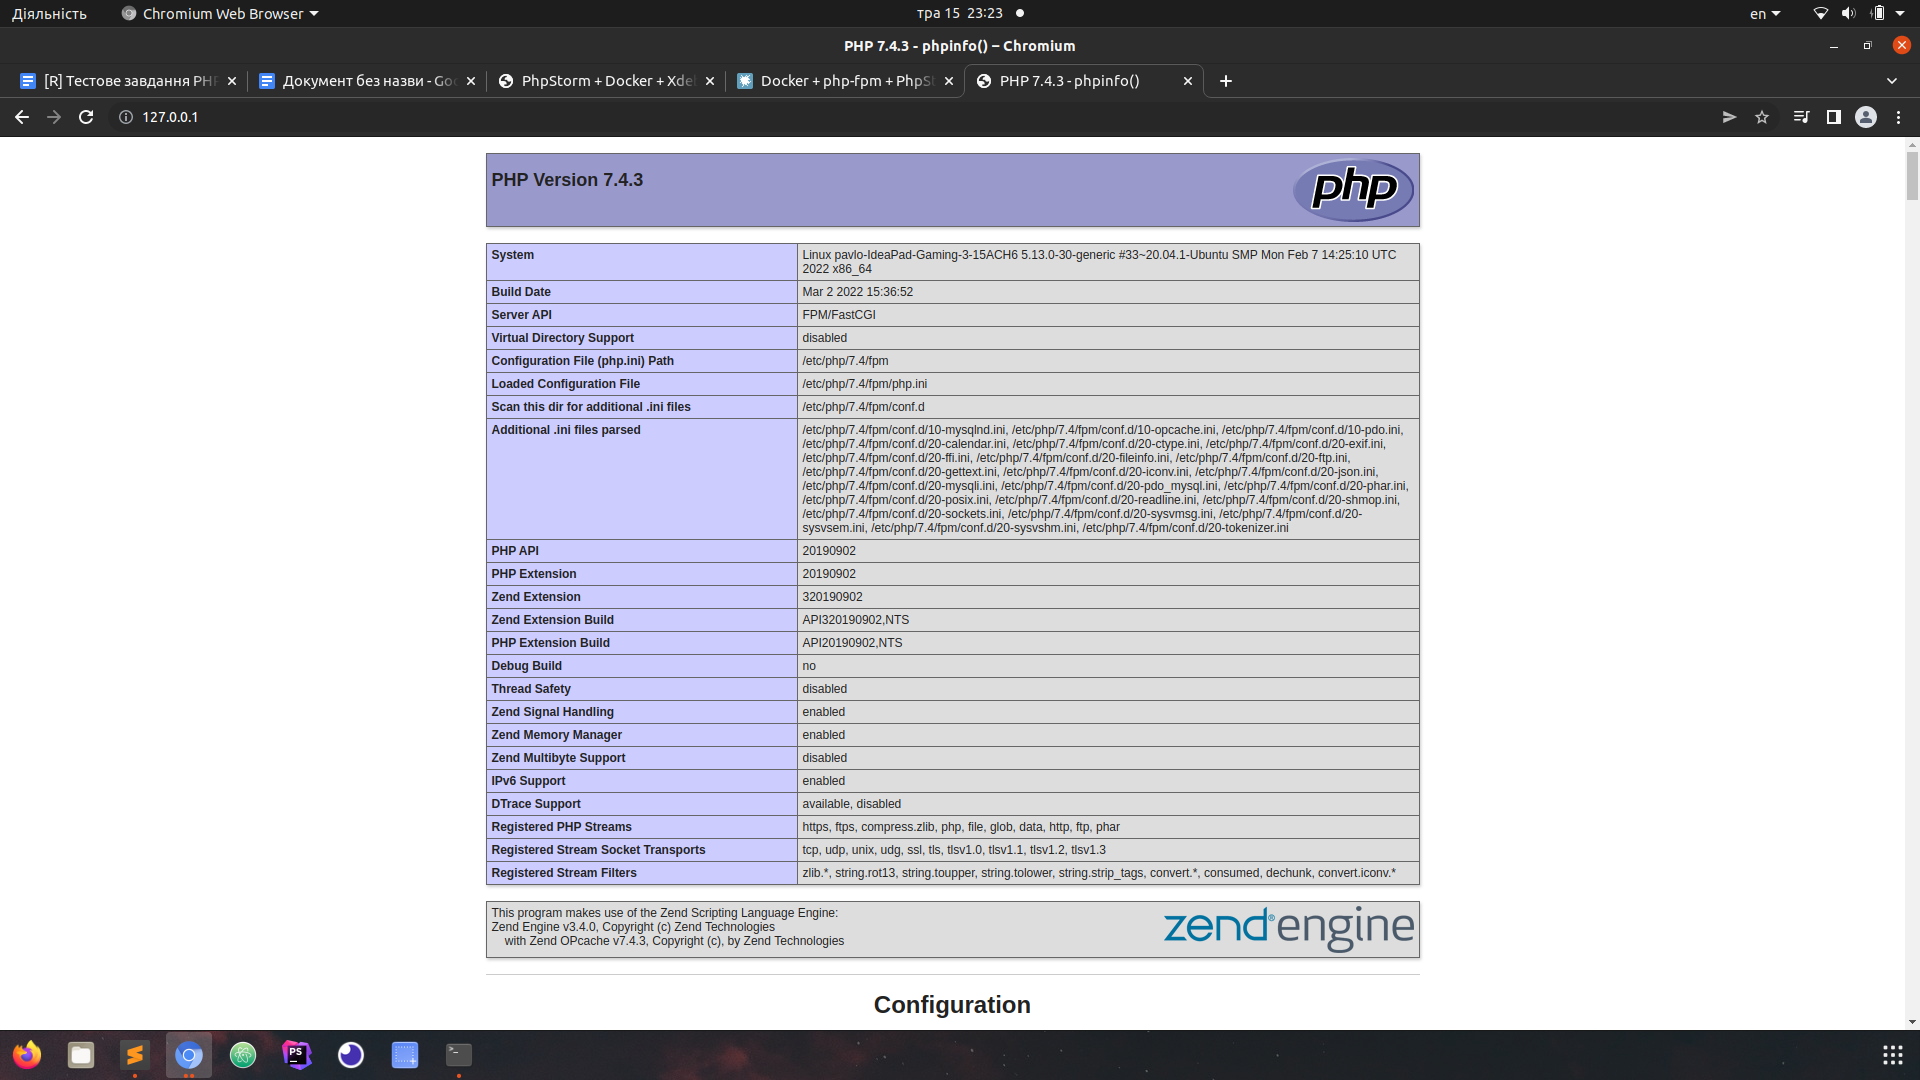 Діяльність
Chromium Web Browser
тра 15 23:23
en
PHP 7.4.3 - phpinfo() – Chromium
[R] Тестове завдання PHP
Документ без назви - Goo
PhpStorm + Docker + Xde
Docker + php-fpm + PhpSt
PHP 7.4.3 - phpinfo()
127.0.0.1
PHP Version 7.4.3
php
System
Linux pavlo-IdeaPad-Gaming-3-15ACH6 5.13.0-30-generic #33~20.04.1-Ubuntu SMP Mon Feb 7 14:25:10 UTC
2022 x86_64
Build Date
Mar 2 2022 15:36:52
Server API
FPM/FastCGI
Virtual Directory Support
disabled
Configuration File (php.ini) Path
/etc/php/7.4/fpm
Loaded Configuration File
/etc/php/7.4/fpm/php.ini
Scan this dir for additional .ini files
/etc/php/7.4/fpm/conf.d
Additional .ini files parsed
/etc/php/7.4/fpm/conf.d/10-mysqlnd.ini, /etc/php/7.4/fpm/conf.d/10-opcache.ini, /etc/php/7.4/fpm/conf.d/10-pdo.ini,
/etc/php/7.4/fpm/conf.d/20-calendar.ini, /etc/php/7.4/fpm/conf.d/20-ctype.ini, /etc/php/7.4/fpm/conf.d/20-exif.ini,
/etc/php/7.4/fpm/conf.d/20-ffi.ini, /etc/php/7.4/fpm/conf.d/20-fileinfo.ini, /etc/php/7.4/fpm/conf.d/20-ftp.ini,
/etc/php/7.4/fpm/conf.d/20-gettext.ini, /etc/php/7.4/fpm/conf.d/20-iconv.ini, /etc/php/7.4/fpm/conf.d/20-json.ini,
/etc/php/7.4/fpm/conf.d/20-mysqli.ini, /etc/php/7.4/fpm/conf.d/20-pdo_mysql.ini, /etc/php/7.4/fpm/conf.d/20-phar.ini,
/etc/php/7.4/fpm/conf.d/20-posix.ini, /etc/php/7.4/fpm/conf.d/20-readline.ini, /etc/php/7.4/fpm/conf.d/20-shmop.ini,
/etc/php/7.4/fpm/conf.d/20-sockets.ini, /etc/php/7.4/fpm/conf.d/20-sysvmsg.ini, /etc/php/7.4/fpm/conf.d/20-
sysvsem.ini, /etc/php/7.4/fpm/conf.d/20-sysvshm.ini, /etc/php/7.4/fpm/conf.d/20-tokenizer.ini
PHP API
20190902
PHP Extension
20190902
Zend Extension
320190902
Zend Extension Build
API320190902,NTS
PHP Extension Build
API20190902,NTS
Debug Build
no
Thread Safety
disabled
Zend Signal Handling
enabled
Zend Memory Manager
enabled
Zend Multibyte Support
disabled
IPv6 Support
enabled
DTrace Support
available, disabled
Registered PHP Streams
https, ftps, compress.zlib, php, file, glob, data, http, ftp, phar
Registered Stream Socket Transports
tcp, udp, unix, udg, ssl, tls, tlsv1.0, tlsv1.1, tlsv1.2, tlsv1.3
Registered Stream Filters
zlib.*, string.rot13, string.toupper, string.tolower, string.strip_tags, convert.*, consumed, dechunk, convert.iconv.*
This program makes use of the Zend Scripting Language Engine:
Zend Engine v3.4.0, Copyright (c) Zend Technologies
with Zend OPcache v7.4.3, Copyright (c), by Zend Technologies
zend® engine
Configuration
PS